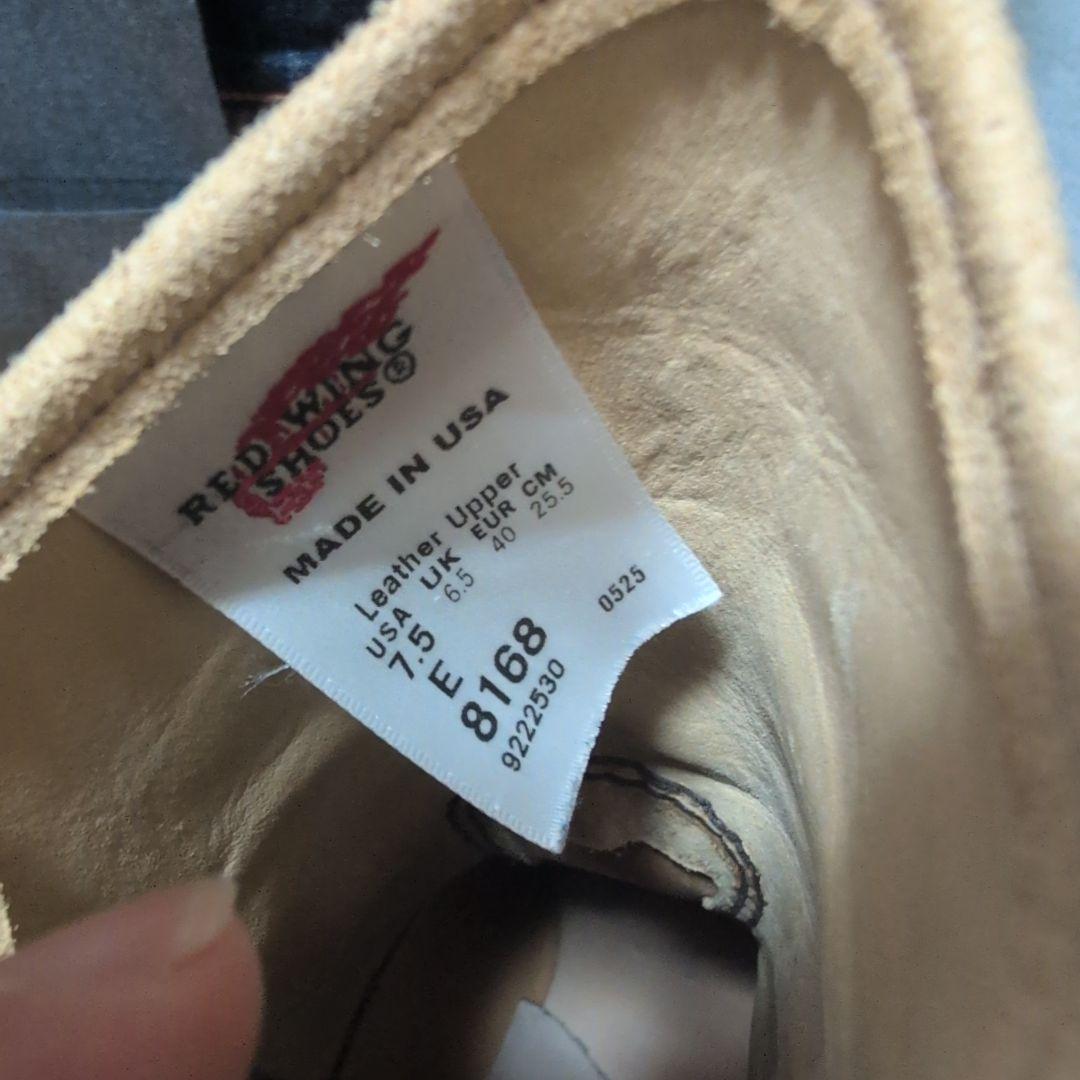 RED WING
SHOES®
MADE IN USA
Leather Upper
USA UK EUR CM
7.5 6.5 40 25.5
E
8168 0525
9222530